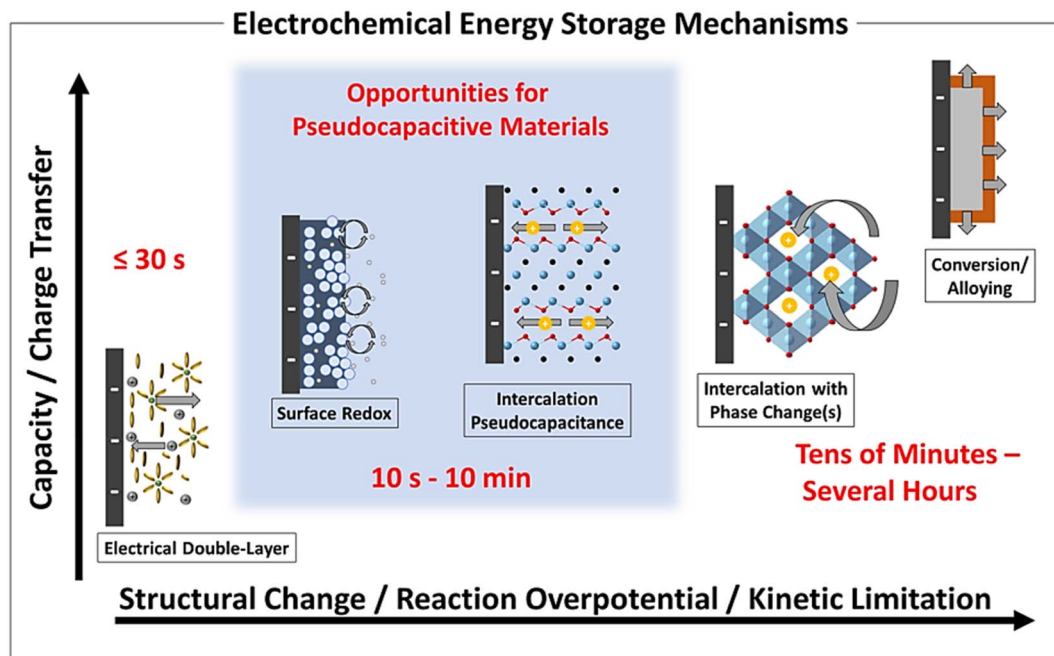 Electrochemical Energy Storage Mechanisms
Capacity / Charge Transfer
Opportunities for
Pseudocapacitive Materials
≤ 30 s
Electrical Double-Layer
Surface Redox
Intercalation
Pseudocapacitance
10 s - 10 min
Intercalation with
Phase Change(s)
Conversion/
Alloying
Tens of Minutes –
Several Hours
Structural Change / Reaction Overpotential / Kinetic Limitation